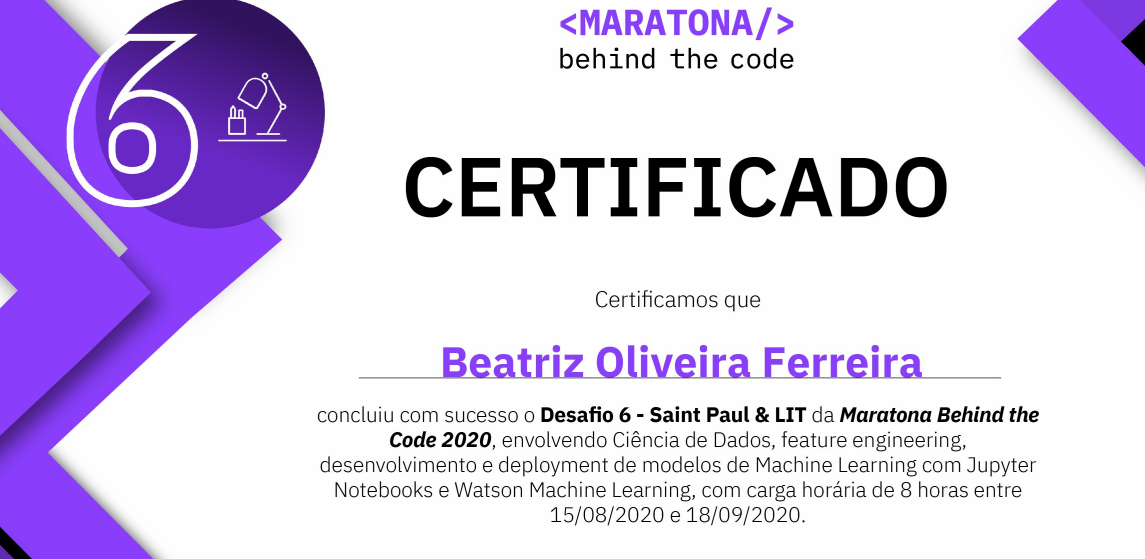 <MARATONA/>
behind the code
6
CERTIFICADO
Certificamos que
Beatriz Oliveira Ferreira
concluiu com sucesso o Desafio 6 - Saint Paul & LIT da Maratona Behind the
Code 2020, envolvendo Ciência de Dados, feature engineering,
desenvolvimento e deployment de modelos de Machine Learning com Jupyter
Notebooks e Watson Machine Learning, com carga horária de 8 horas entre
15/08/2020 e 18/09/2020.